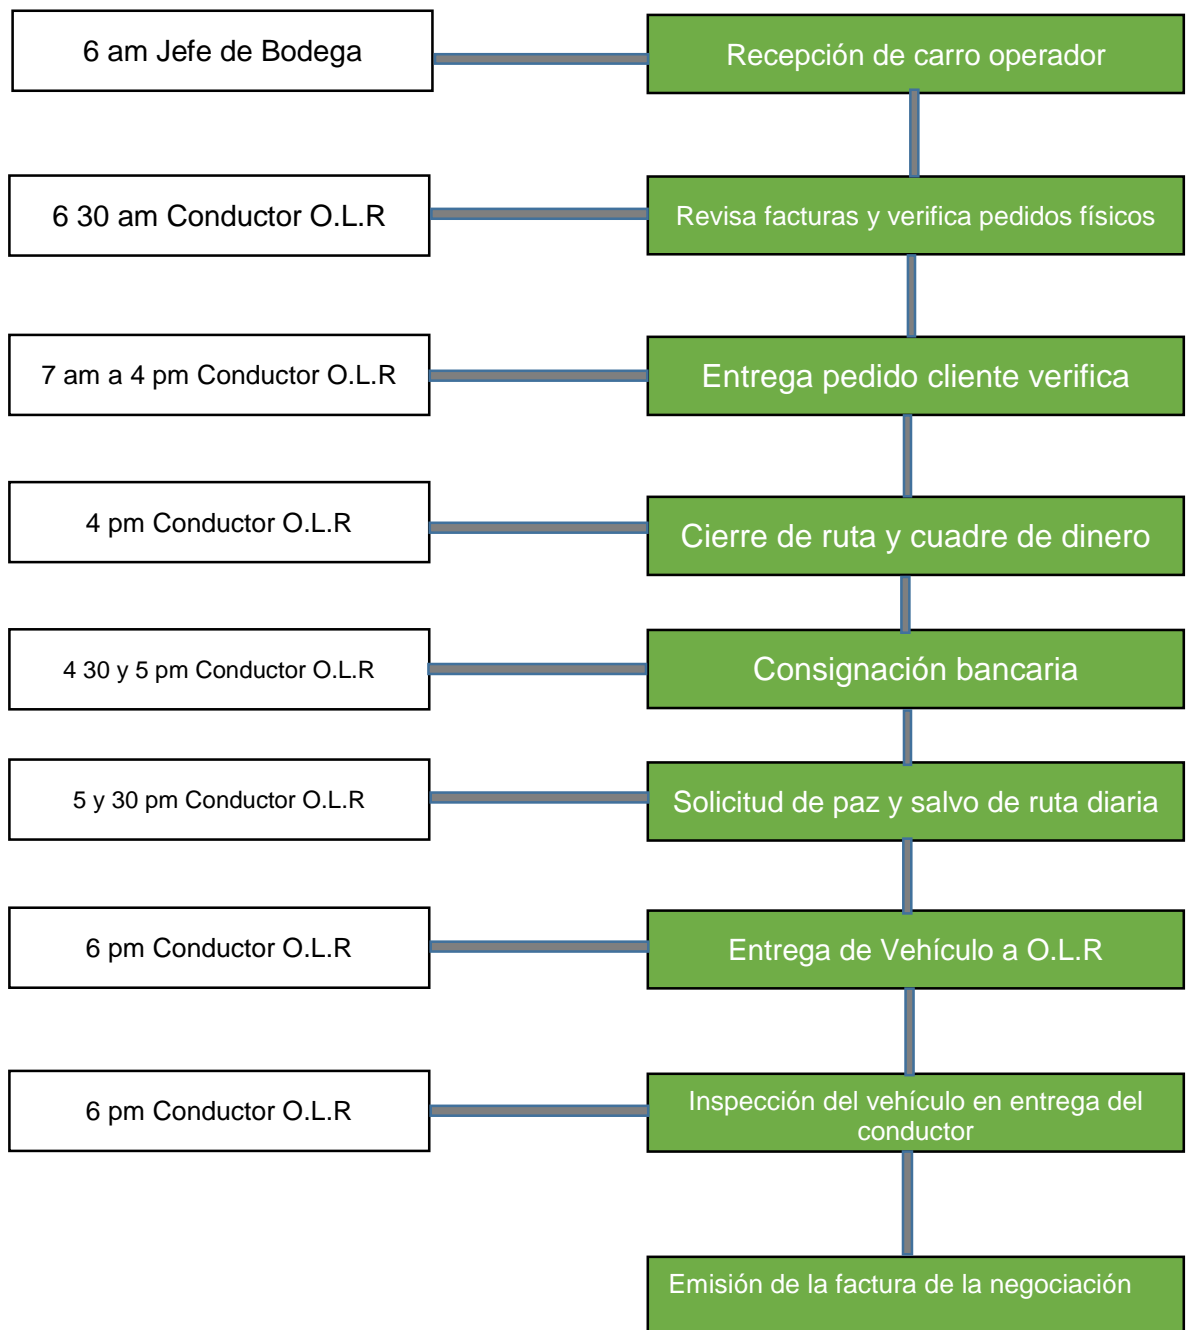 6 am Jefe de Bodega
Recepción de carro operador
6 30 am Conductor O.L.R
Revisa facturas y verifica pedidos físicos
7 am a 4 pm Conductor O.L.R
Entrega pedido cliente verifica
4 pm Conductor O.L.R
Cierre de ruta y cuadre de dinero
4 30 y 5 pm Conductor O.L.R
Consignación bancaria
5 y 30 pm Conductor O.L.R
Solicitud de paz y salvo de ruta diaria
6 pm Conductor O.L.R
Entrega de Vehículo a O.L.R
6 pm Conductor O.L.R
Inspección del vehículo en entrega del
conductor
Emisión de la factura de la negociación